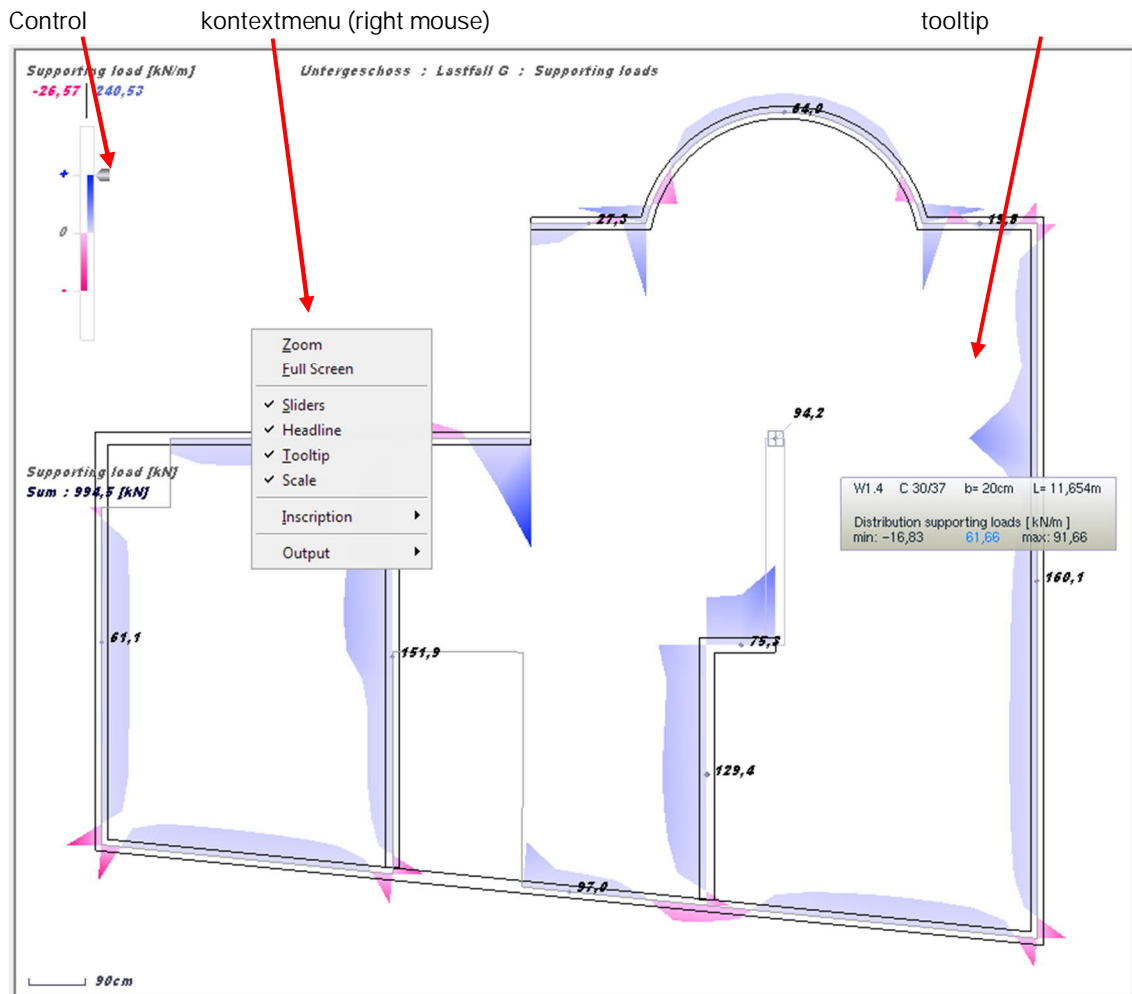 Control kontextmenu (right mouse) tooltip
Supporting load [kN/m] Untergeschoss : Lastfall G : Supporting loads
-26,57 240,53
64,0
+
27,3 19,8
0
-
Zoom
Full Screen
Sliders
Headline
Tooltip
Scale
Inscription
Output
94,2
Supporting load [kN]
Sum : 994,5 [kN]
W1.4 C 30/37 b= 20cm L= 11,654m
Distribution supporting loads [ kN/m ]
min: -16,83 61,66 max: 91,66
160,1
61,1
75,3
151,9
129,4
97,0
90cm